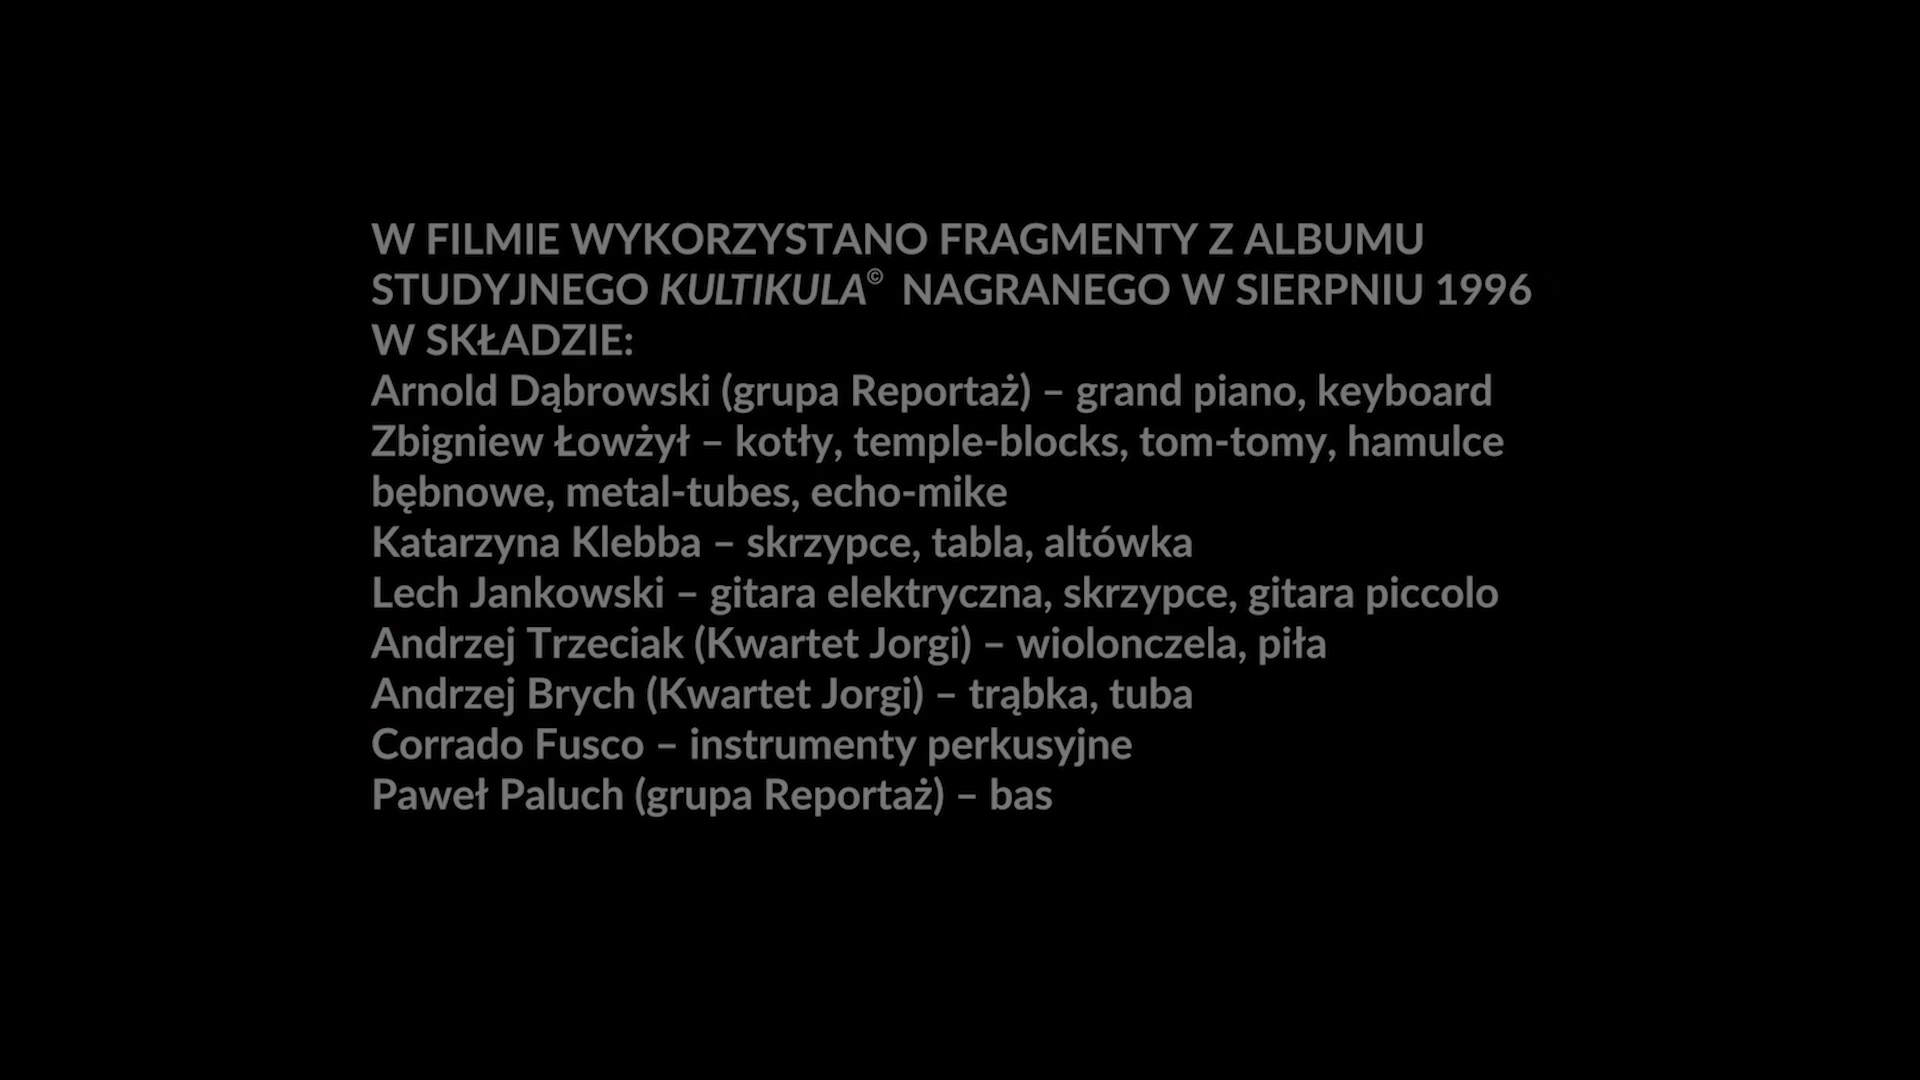 W FILMIE WYKORZYSTANO FRAGMENTY Z ALBUMU
STUDYJNEGO KULTIKULA© NAGRANEGO W SIERPNIU 1996
W SKŁADZIE:
Arnold Dąbrowski (grupa Reportaż) – grand piano, keyboard
Zbigniew Łowżył – kotły, temple-blocks, tom-tomy, hamulce
bębnowe, metal-tubes, echo-mike
Katarzyna Klebba – skrzypce, tabla, altówka
Lech Jankowski – gitara elektryczna, skrzypce, gitara piccolo
Andrzej Trzeciak (Kwartet Jorgi) – wiolonczela, piła
Andrzej Brych (Kwartet Jorgi) – trąbka, tuba
Corrado Fusco – instrumenty perkusyjne
Paweł Paluch (grupa Reportaż) – bas